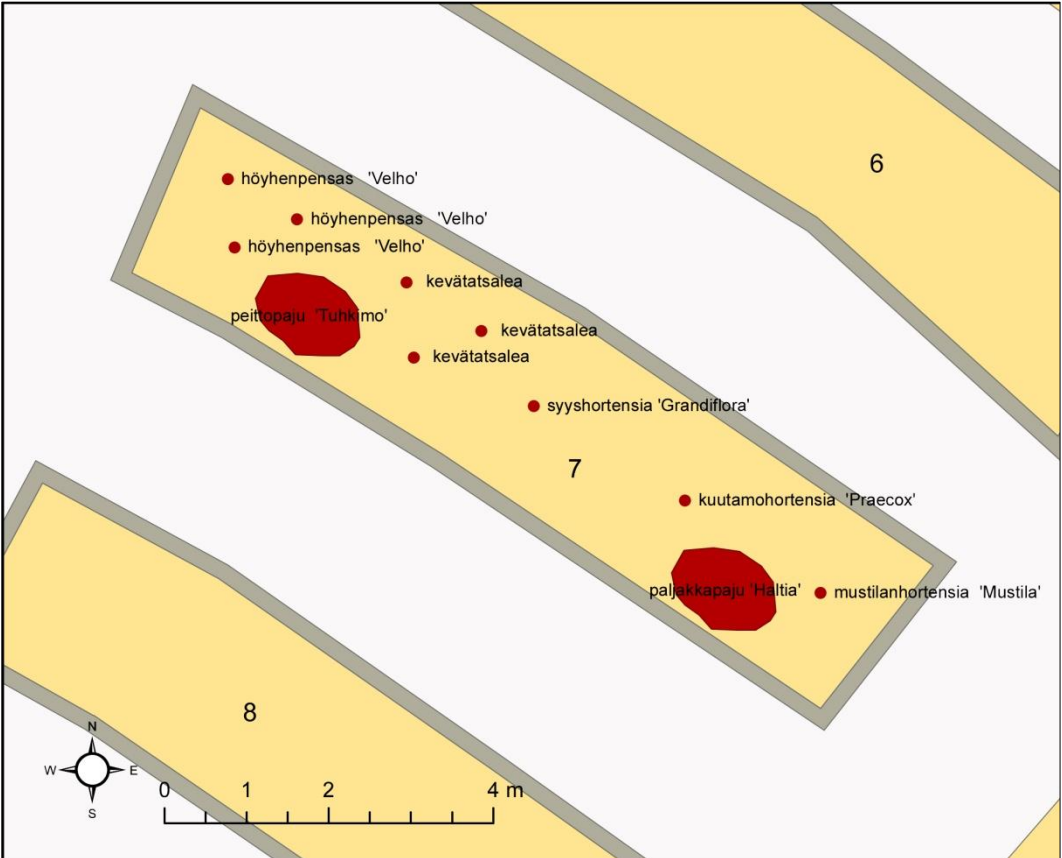 6
höyhenpensas 'Velho'
höyhenpensas 'Velho'
höyhenpensas 'Velho'
kevätatsalea
peittopaju 'Tuhkimo'
kevätatsalea
kevätatsalea
syyshortensia 'Grandiflora'
7
kuutamohortensia 'Praecox'
paljakkapaju 'Haltia'
mustilanhortensia 'Mustila'
8
N
W E
S
0 1 2 4 m